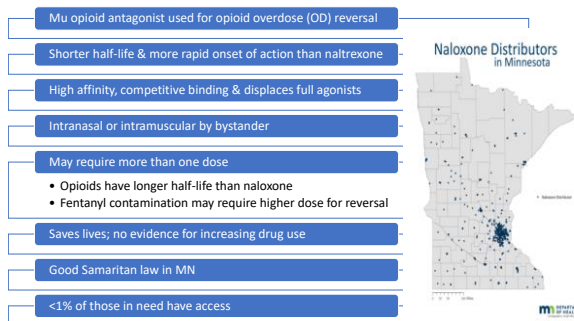 Mu opioid antagonist used for opioid overdose (OD) reversal
Shorter half-life & more rapid onset of action than naltrexone
High affinity, competitive binding & displaces full agonists
Intranasal or intramuscular by bystander
May require more than one dose
• Opioids have longer half-life than naloxone
• Fentanyl contamination may require higher dose for reversal
Saves lives; no evidence for increasing drug use
Good Samaritan law in MN
<1% of those in need have access
Naloxone Distributors
in Minnesota
Naloxone Distributors